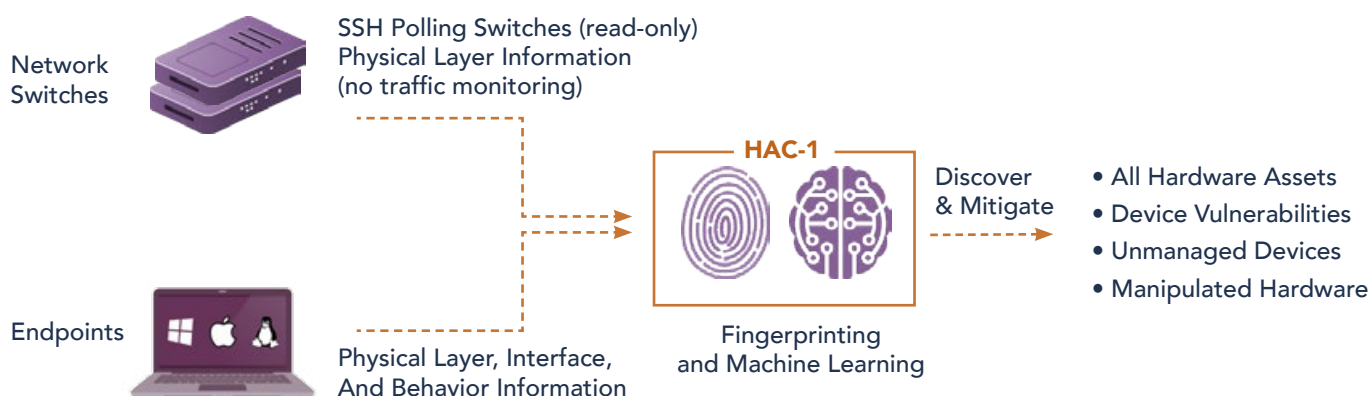 Network
Switches
SSH Polling Switches (read-only)
Physical Layer Information
(no traffic monitoring)
HAC-1
Discover
& Mitigate
• All Hardware Assets
• Device Vulnerabilities
• Unmanaged Devices
• Manipulated Hardware
Fingerprinting
and Machine Learning
Endpoints
Physical Layer, Interface,
And Behavior Information